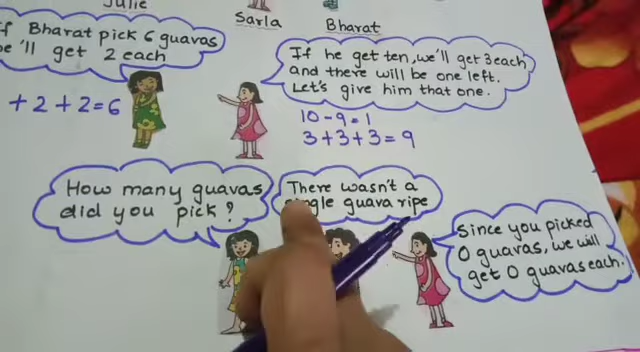 Julie
Sarla
Bharat
If Bharat pick 6 guavas
'll get 2 each
+2+2=6
If he get ten, we'll get 3 each
and there will be one left.
Let's give him that one.
10-9=1
3+3+3=9
How many guavas
did you pick?
There wasn't a
single guava ripe
Since you picked
0 guavas, we will
get 0 guavas each.